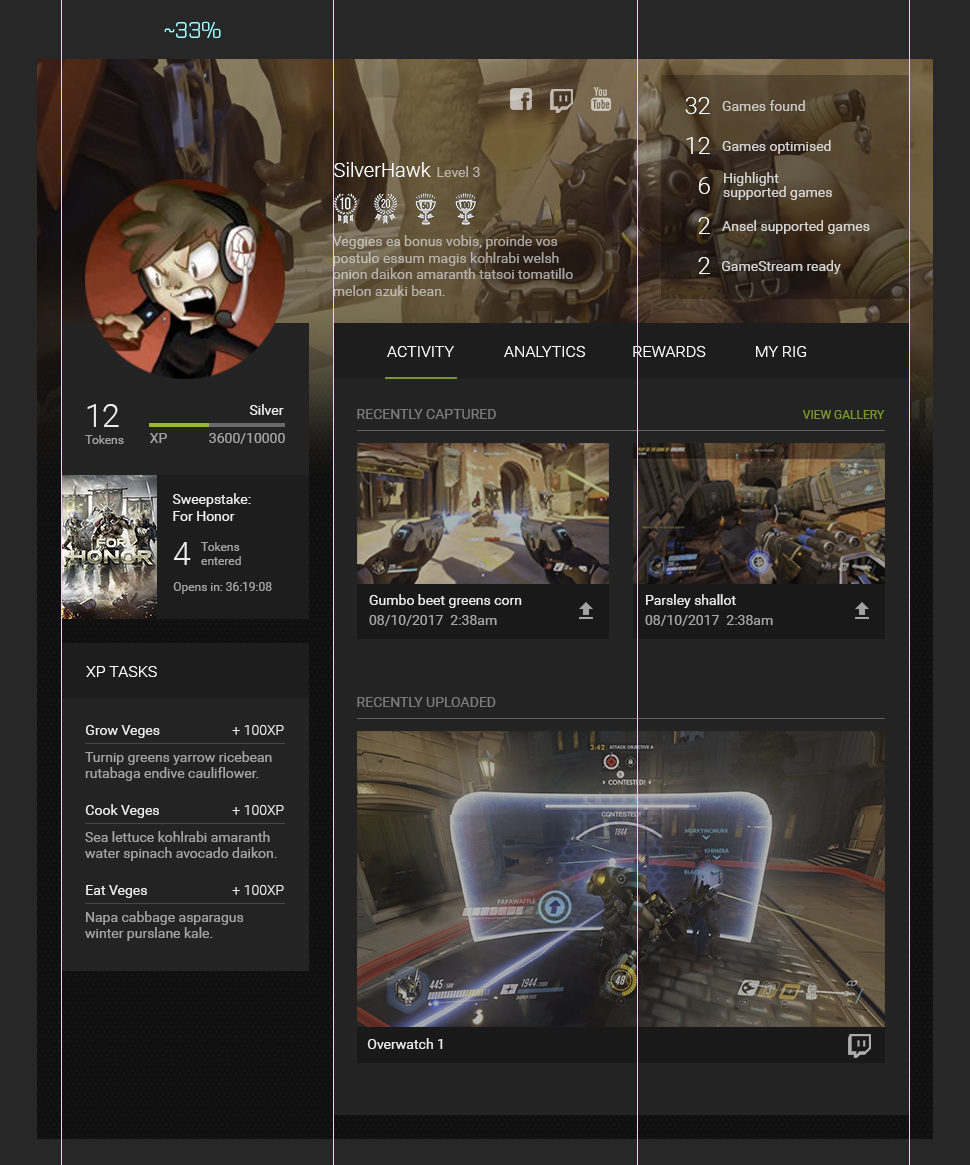 ~33%
You
Tube
SilverHawk Level 3
10
20
Veggies es bonus vobis, proinde vos
postulo essum magis kohlrabi welsh
onion daikon amaranth tatsoi tomatillo
melon azuki bean.
32 Games found
12 Games optimised
6 Highlight
supported games
2 Ansel supported games
2 GameStream ready
12
Tokens
Silver
XP 3600/10000
FOR
HONOR
Sweepstake:
For Honor
4 Tokens
entered
Opens in: 36:19:08
XP TASKS
Grow Veges + 100XP
Turnip greens yarrow ricebean
rutabaga endive cauliflower.
Cook Veges + 100XP
Sea lettuce kohlrabi amaranth
water spinach avocado daikon.
Eat Veges + 100XP
Napa cabbage asparagus
winter purslane kale.
ACTIVITY ANALYTICS REWARDS MY RIG
RECENTLY CAPTURED VIEW GALLERY
Gumbo beet greens corn
08/10/2017 2:38am
Parsley shallot
08/10/2017 2:38am
RECENTLY UPLOADED
3:42 ATTACK OBJECTIVE A
CONTESTED!
CONTESTED!
1944
MURKYMCMURK
KHIMEBA
PAPAWAFFLE
445
1944
48
Overwatch 1